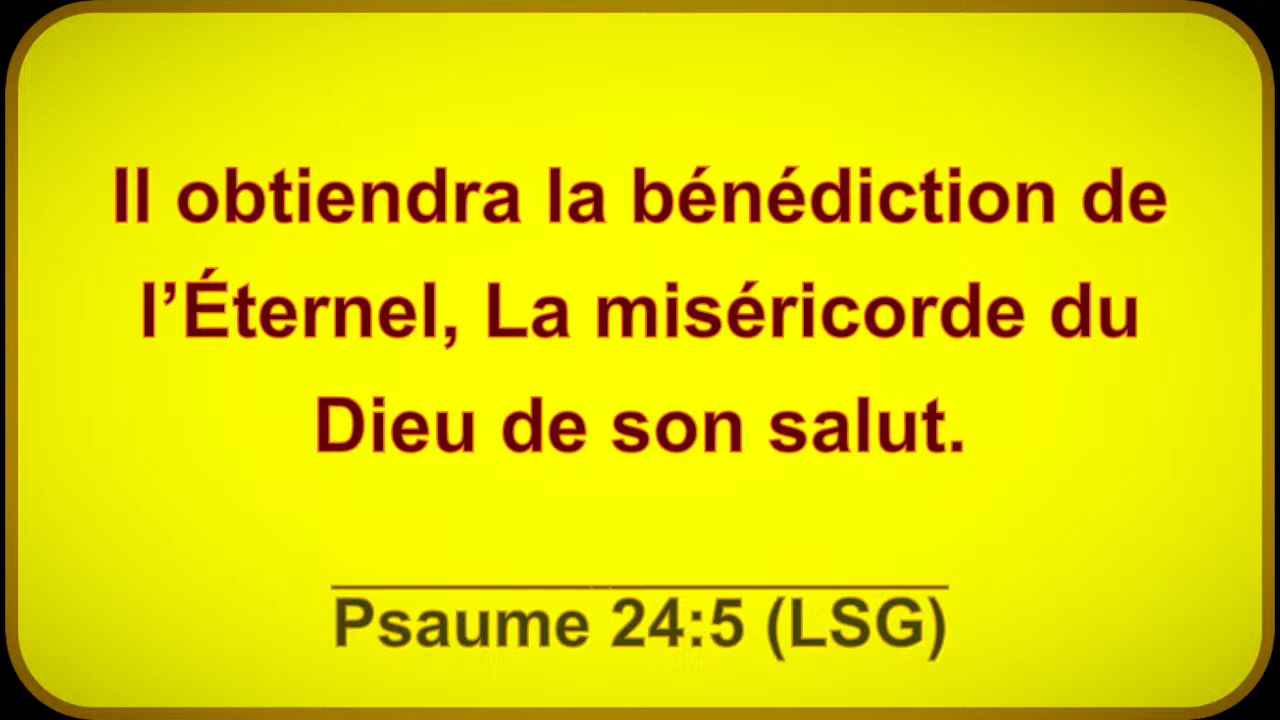 Il obtiendra la bénédiction de
l’Éternel, La miséricorde du
Dieu de son salut.
Psaume 24:5 (LSG)